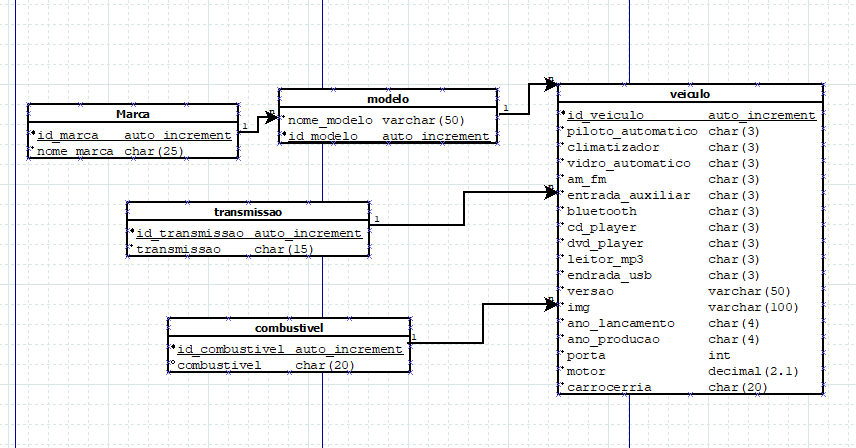 Marca
id_marca auto_increment
nome_marca char(25)
1
n
modelo
nome_modelo varchar(50)
id_modelo auto_increment
1
n
transmissao
id_transmissao auto_increment
transmissao char(15)
1
n
combustivel
id_combustivel auto_increment
combustivel char(20)
1
n
veiculo
id_veiculo auto_increment
piloto_automatico char(3)
climatizador char(3)
vidro_automatico char(3)
am_fm char(3)
entrada_auxiliar char(3)
bluetooth char(3)
cd_player char(3)
dvd_player char(3)
leitor_mp3 char(3)
endrada_usb char(3)
versao varchar(50)
img varchar(100)
ano_lancamento char(4)
ano_producao char(4)
porta int
motor decimal(2.1)
carrocerria char(20)